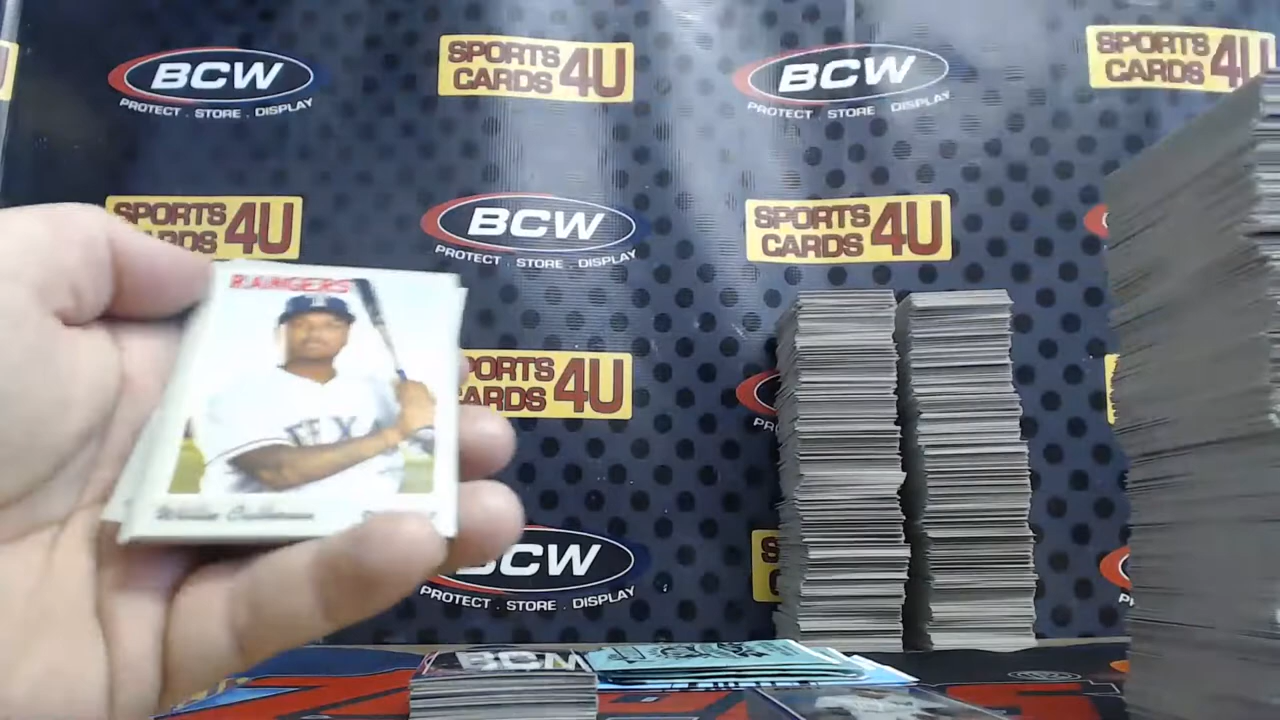 BCW
PROTECT . STORE . DISPLAY
SPORTS
CARDS 4U
BCW
PROTECT . STORE . DISPLAY
SPORTS
CARDS 4U
SPORTS
CARDS 4U
BCW
PROTECT . STORE . DISPLAY
SPORTS
CARDS 4U
RANGERS
TEX
SPORTS
CARDS 4U
BCW
PROTECT . STORE . DISPLAY
BCW